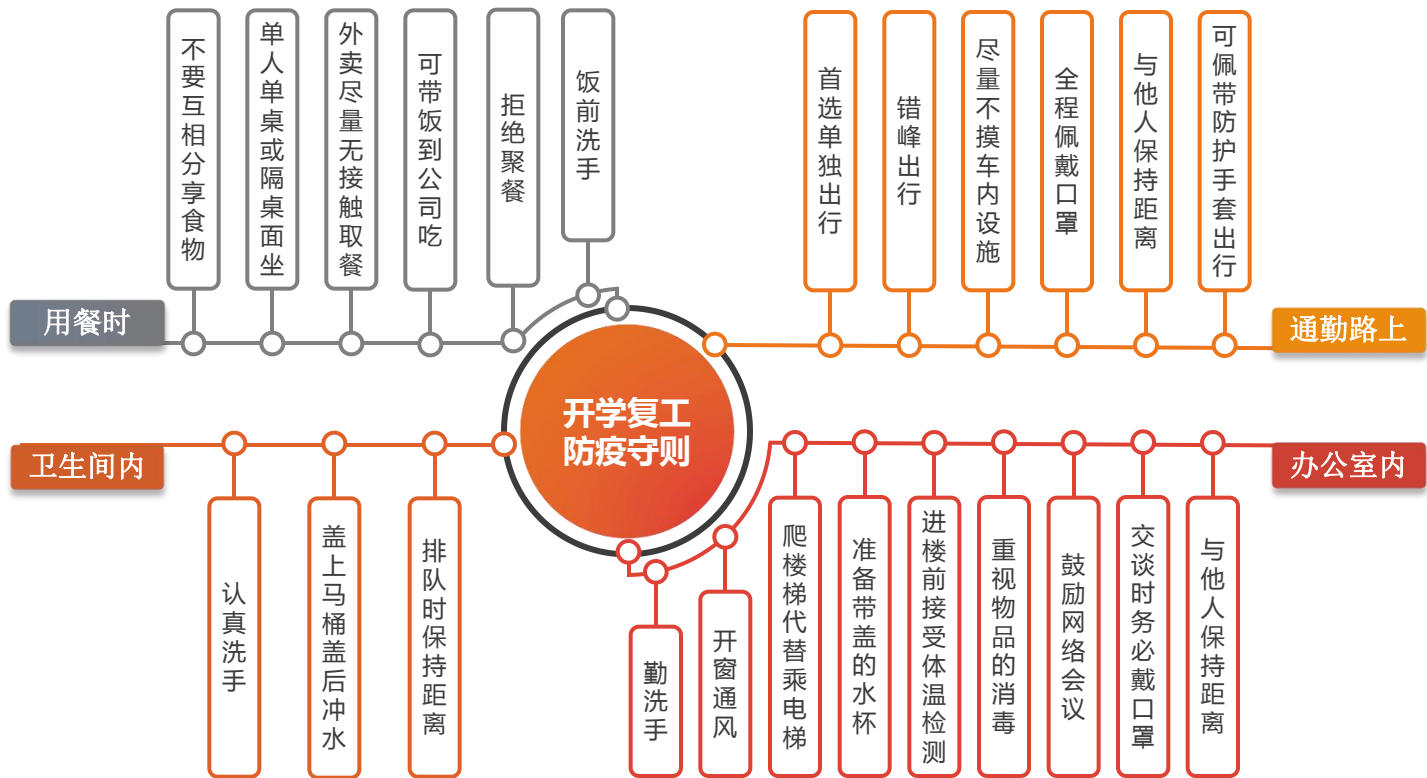 开学复工
防疫守则
用餐时
不要互相分享食物
单人单桌或隔桌面坐
外卖尽量无接触取餐
可带饭到公司吃
拒绝聚餐
饭前洗手
通勤路上
首选单独出行
错峰出行
尽量不摸车内设施
全程佩戴口罩
与他人保持距离
可佩带防护手套出行
卫生间内
认真洗手
盖上马桶盖后冲水
排队时保持距离
办公室内
勤洗手
开窗通风
爬楼梯代替乘电梯
准备带盖的水杯
进楼前接受体温检测
重视物品的消毒
鼓励网络会议
交谈时务必戴口罩
与他人保持距离